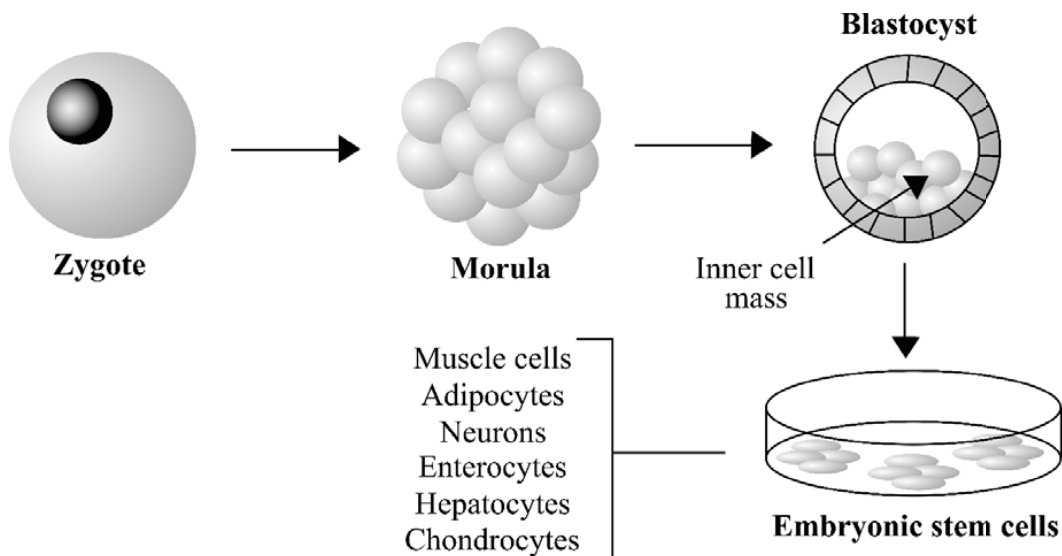 Blastocyst
Zygote
Morula
Inner cell
mass
Muscle cells
Adipocytes
Neurons
Enterocytes
Hepatocytes
Chondrocytes
Embryonic stem cells